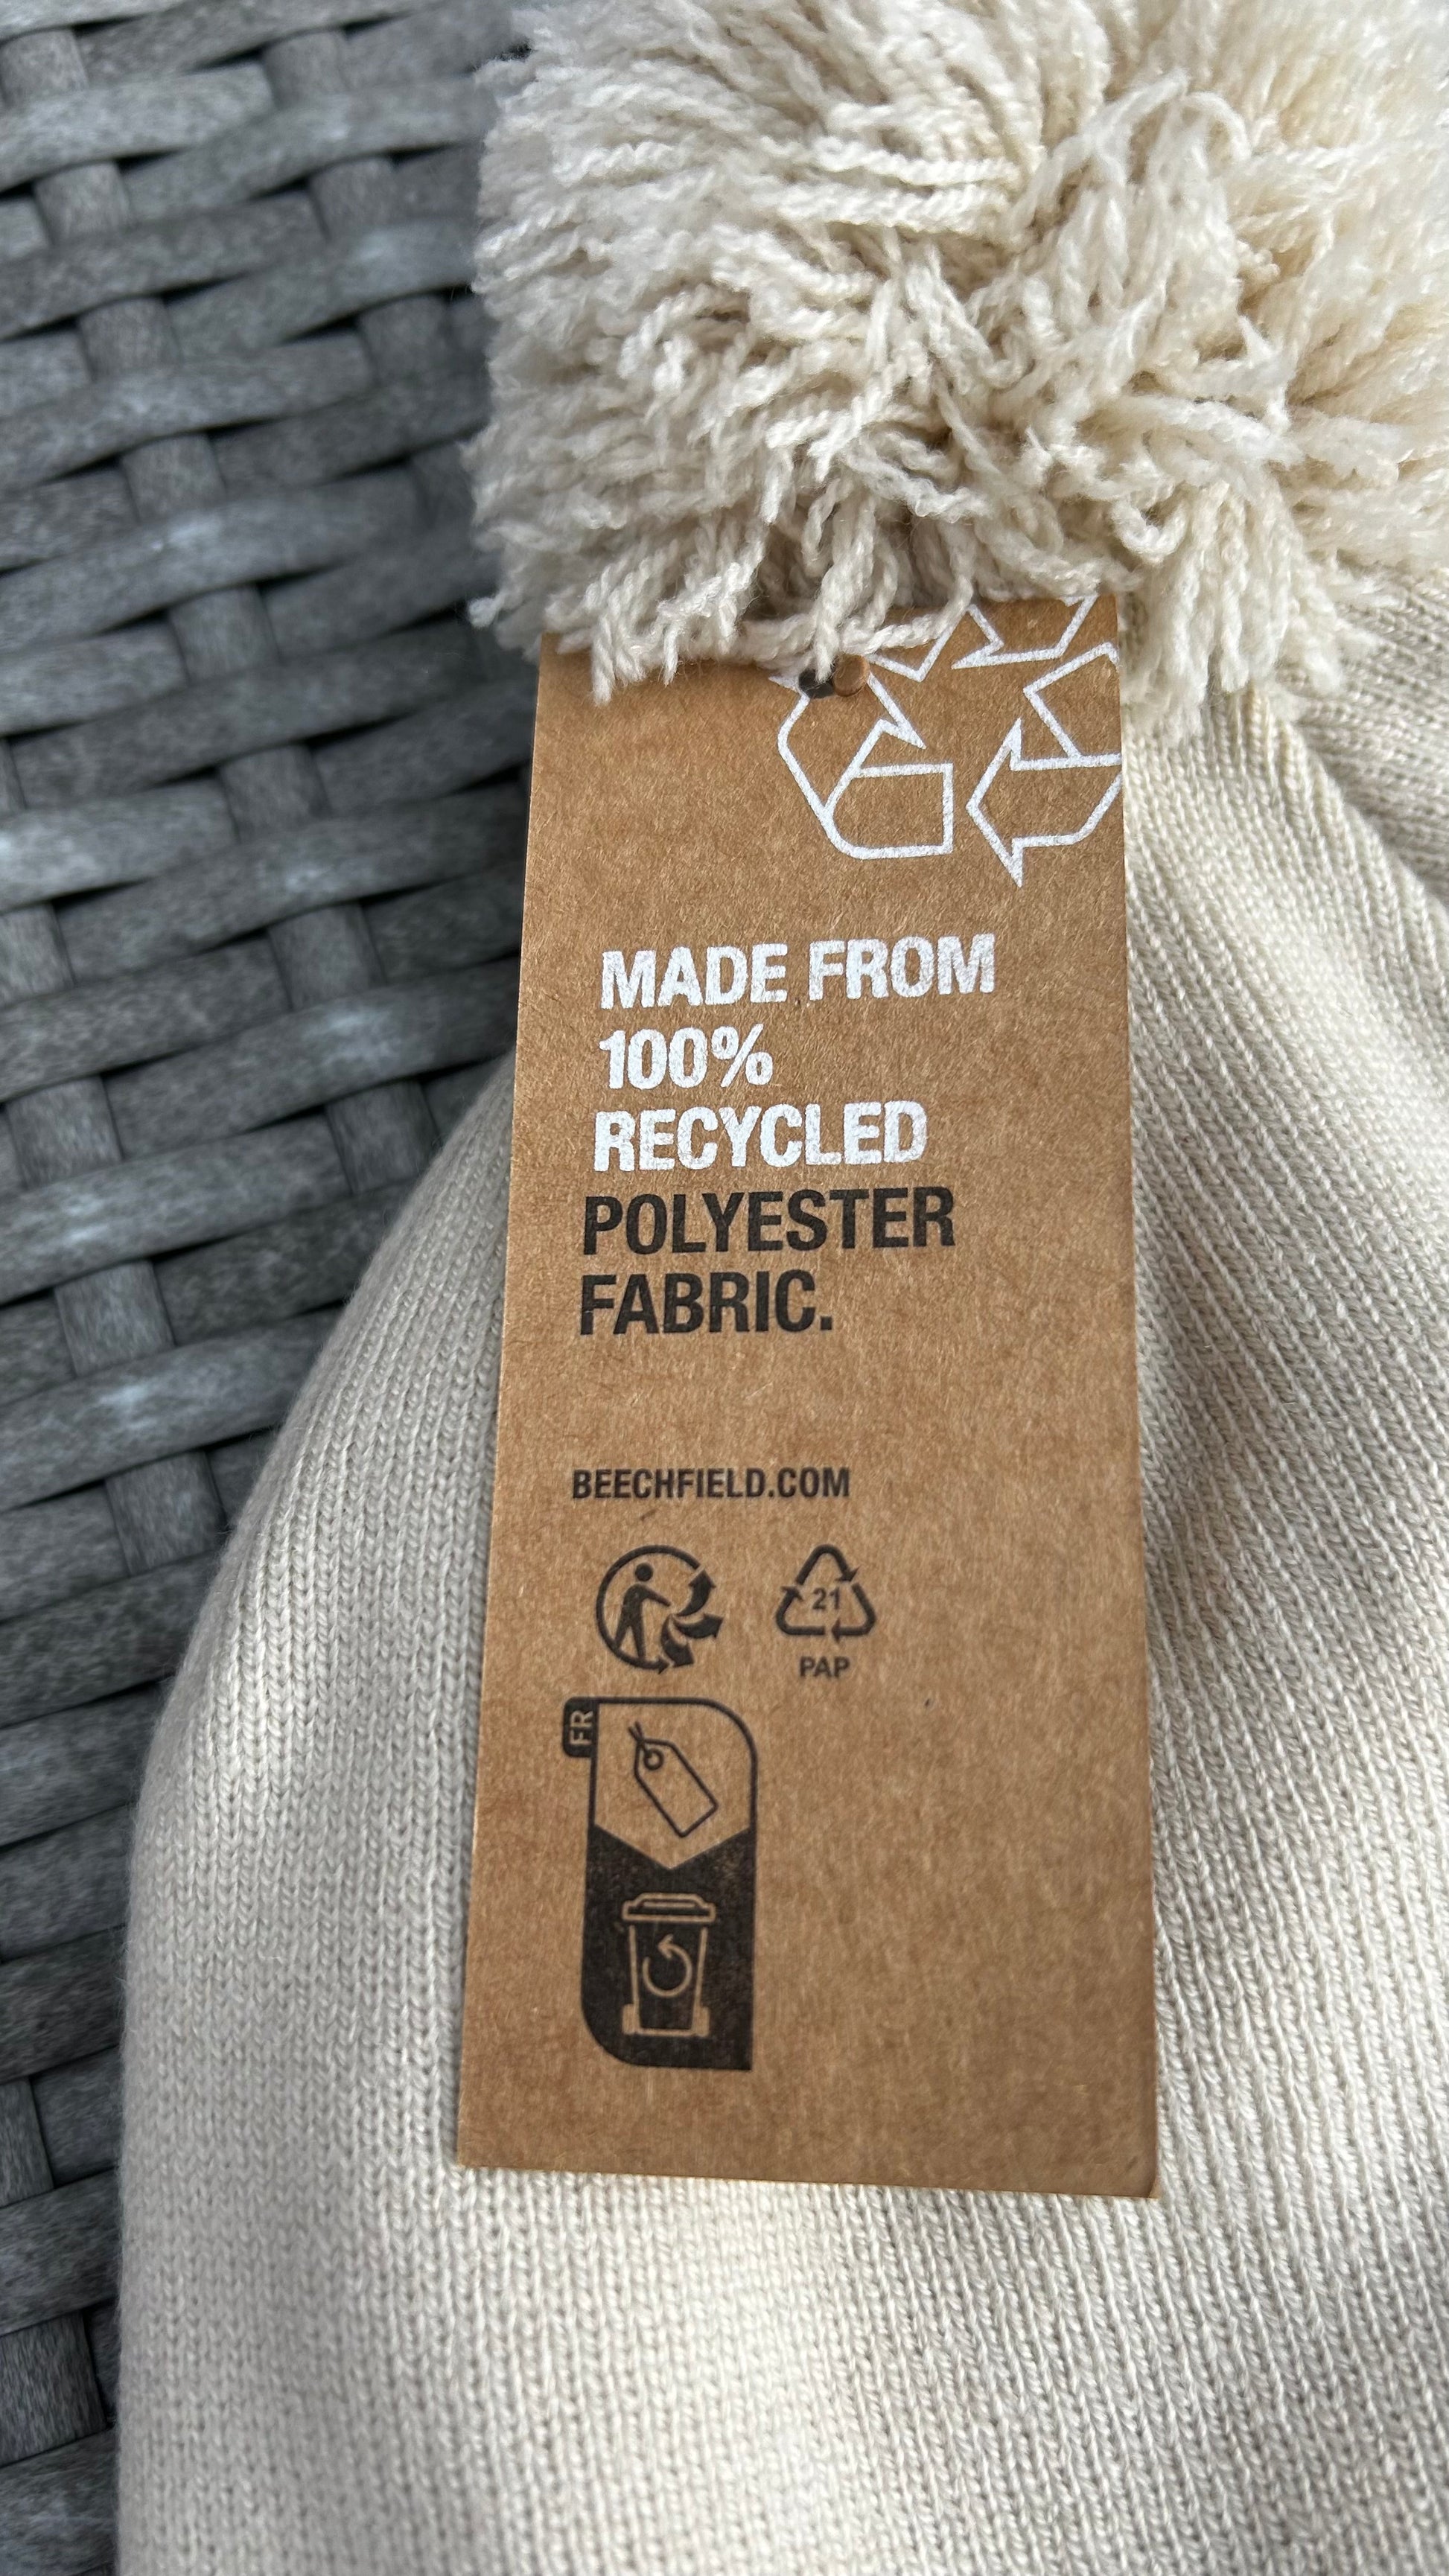 MADE FROM
100%
RECYCLED
POLYESTER
FABRIC.
BEECHFIELD.COM
21
PAP
FR